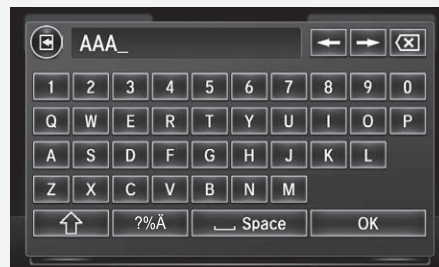 AAA_
1 2 3 4 5 6 7 8 9 0
Q W E R T Y U I O P
A S D F G H J K L
Z X C V B N M
?%Ä Space OK